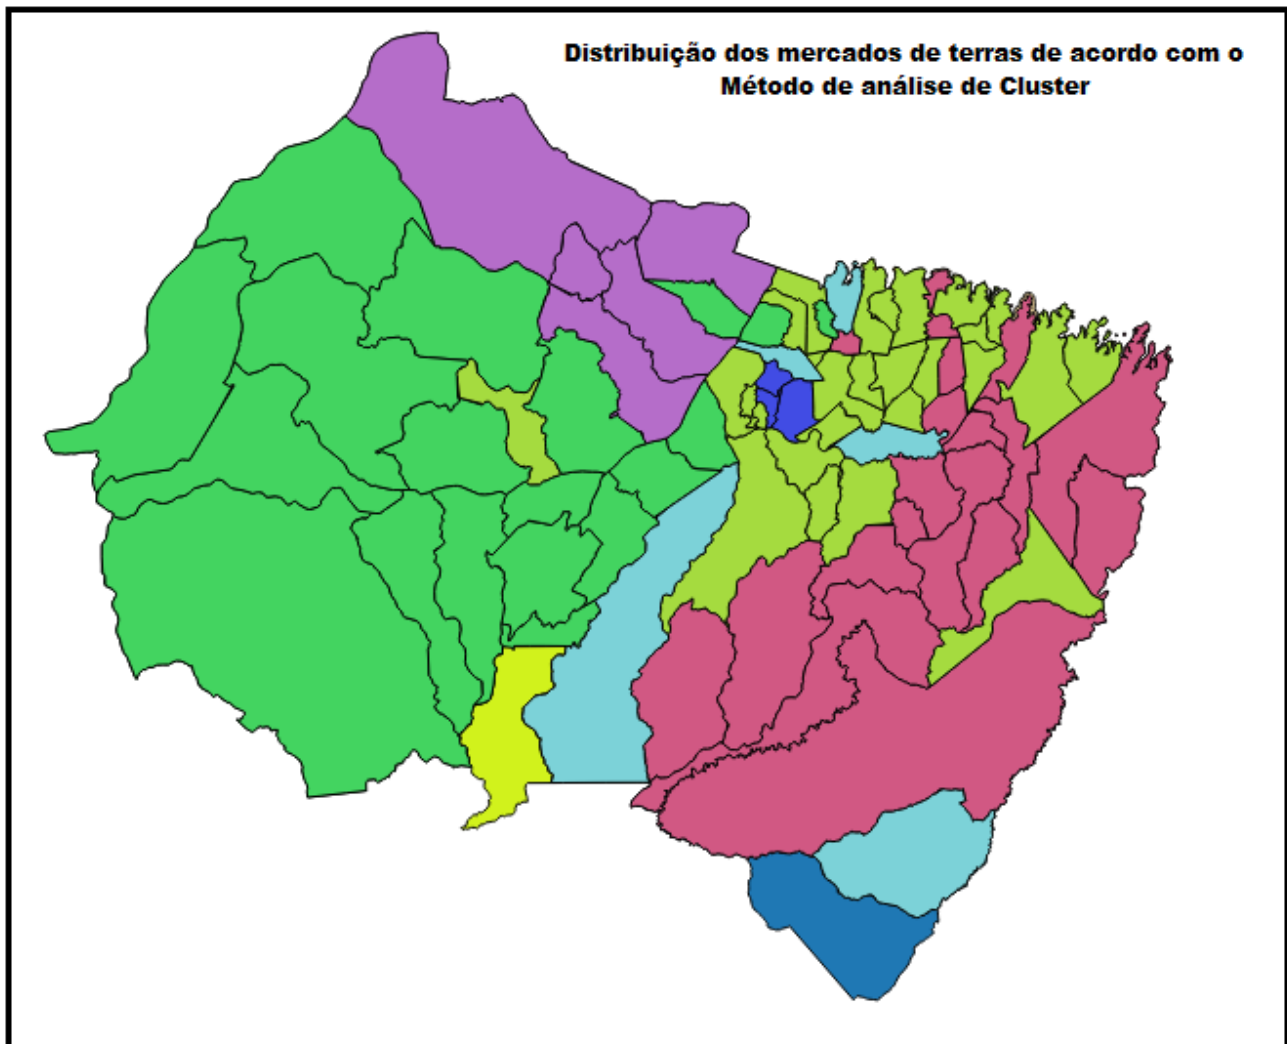 Distribuição dos mercados de terras de acordo com o
Método de análise de Cluster